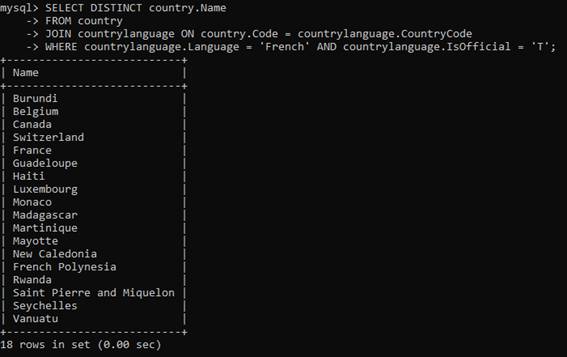 mysql> SELECT DISTINCT country.Name
    -> FROM country
    -> JOIN countrylanguage ON country.Code = countrylanguage.CountryCode
    -> WHERE countrylanguage.Language = 'French' AND countrylanguage.IsOfficial = 'T';
+---------------------------+
| Name                      |
+---------------------------+
| Burundi                   |
| Belgium                   |
| Canada                    |
| Switzerland               |
| France                    |
| Guadeloupe                |
| Haiti                     |
| Luxembourg                |
| Monaco                    |
| Madagascar                |
| Martinique                |
| Mayotte                   |
| New Caledonia             |
| French Polynesia          |
| Rwanda                    |
| Saint Pierre and Miquelon |
| Seychelles                |
| Vanuatu                   |
+---------------------------+
18 rows in set (0.00 sec)